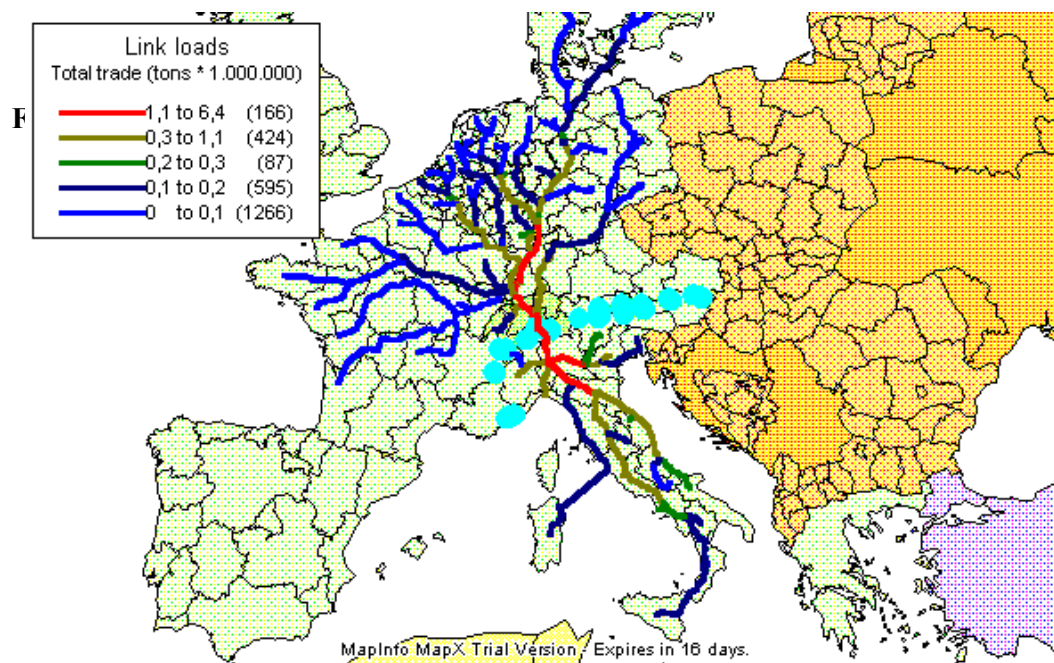 Link loads
Total trade (tons * 1.000.000)
F
1,1 to 6,4 (166)
0,3 to 1,1 (424)
0,2 to 0,3 (87)
0,1 to 0,2 (595)
0 to 0,1 (1266)
MapInfo MapX Trial Version / Expires in 16 days.